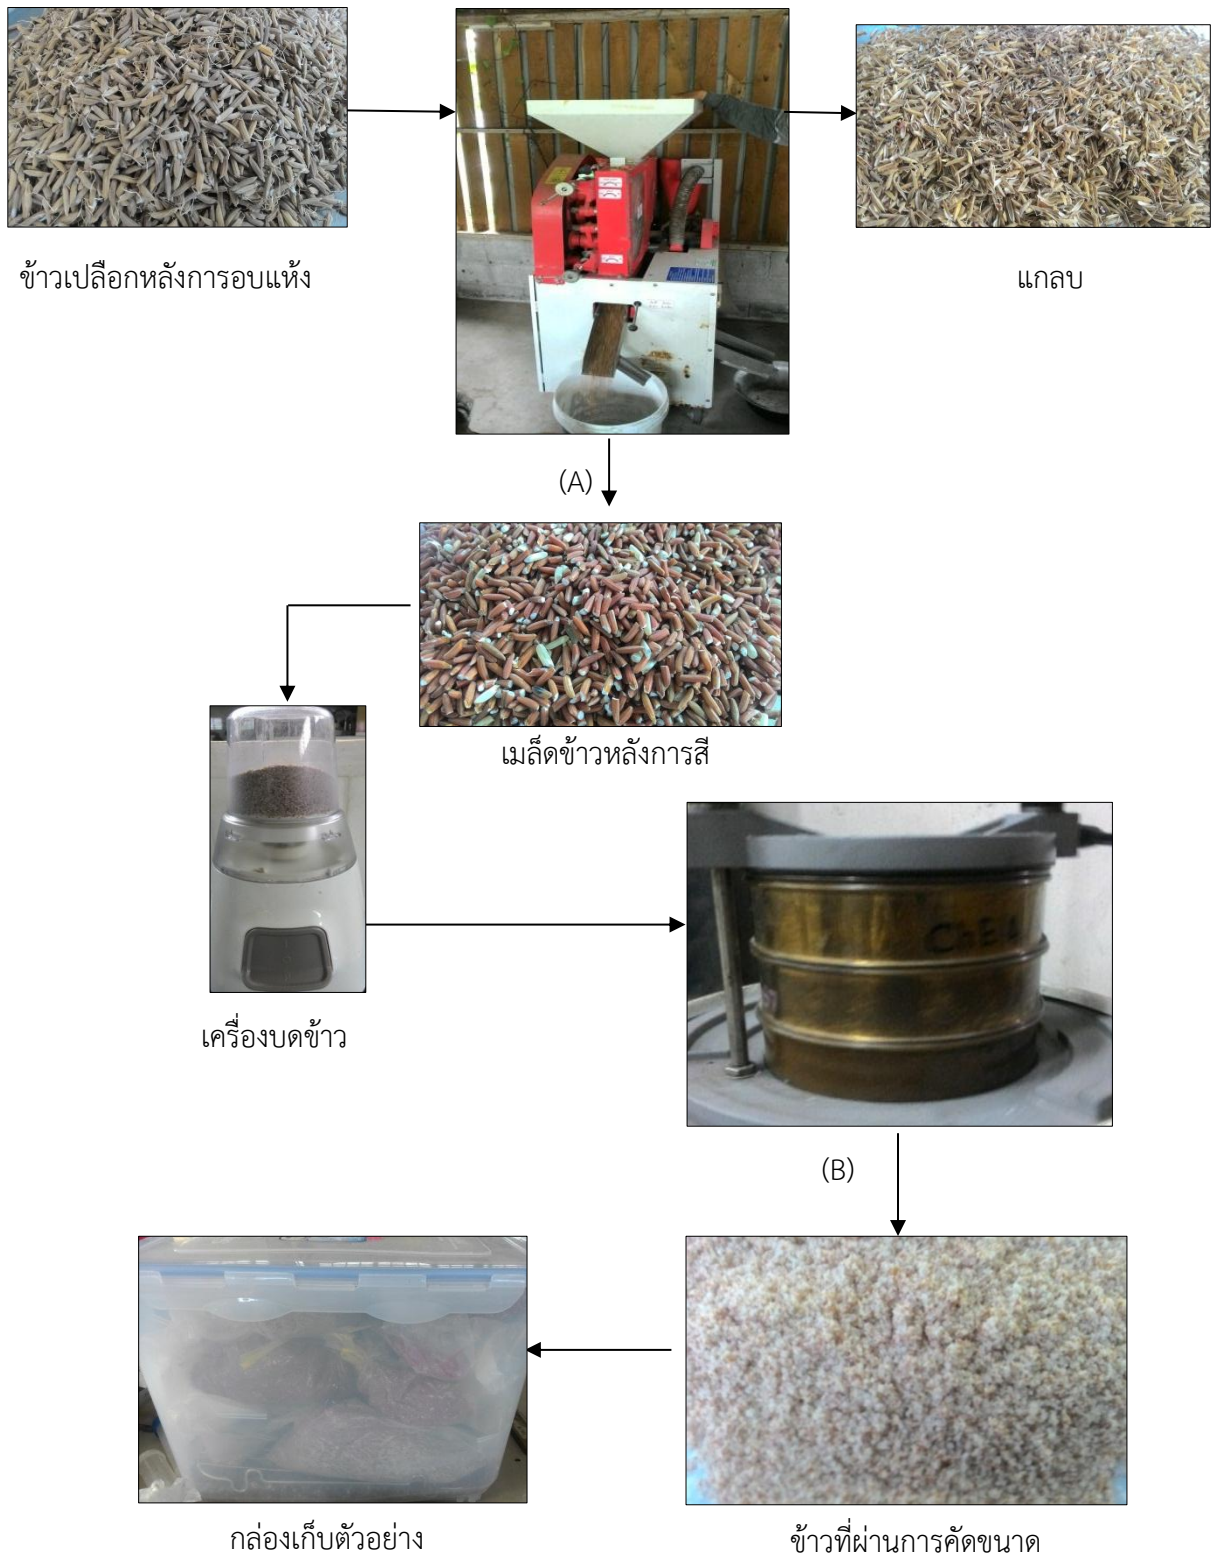 ข้าวเปลือกหลังการอบแห้ง
แกลบ
(A)
เมล็ดข้าวหลังการสี
เครื่องบดข้าว
ChE
(B)
กล่องเก็บตัวอย่าง
ข้าวที่ผ่านการคัดขนาด